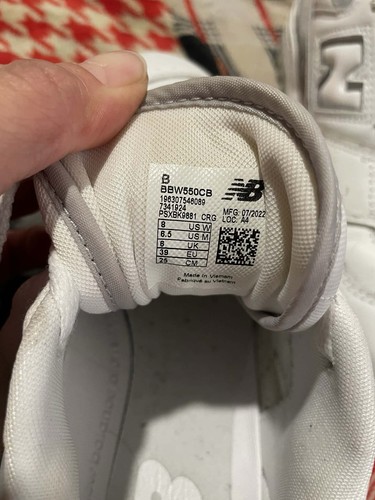 B
BBW550CB
196307546089
7341924
PSXBK9881 CRG.
MFG. 07/2022
LOC. A4
8 US W
6.5 US M
6 UK
39 EU
25 CM
NB
Made in Vietnam
Fabriqué au Vietnam
N